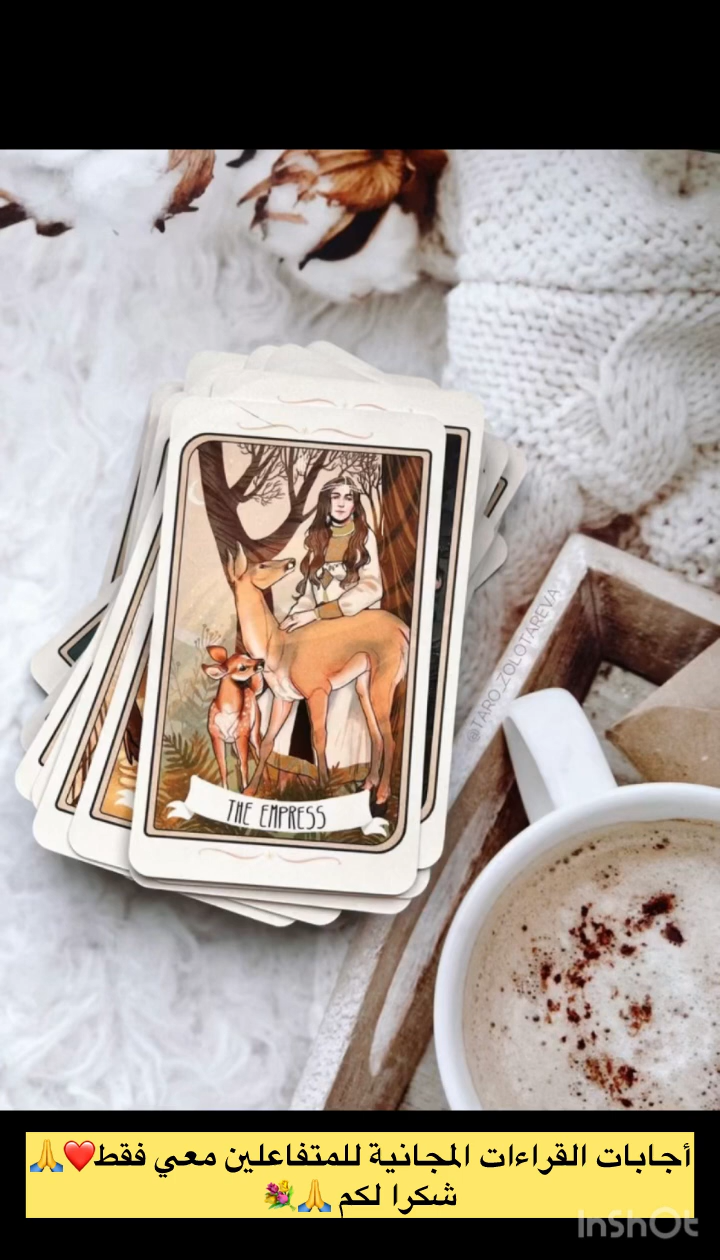 THE EMPRESS
@TARO_ZOLOTAREVA
أجابات القراءات المجانية للمتفاعلين معي فقط❤️🙏
شكرا لكم 🙏💐
InShOt